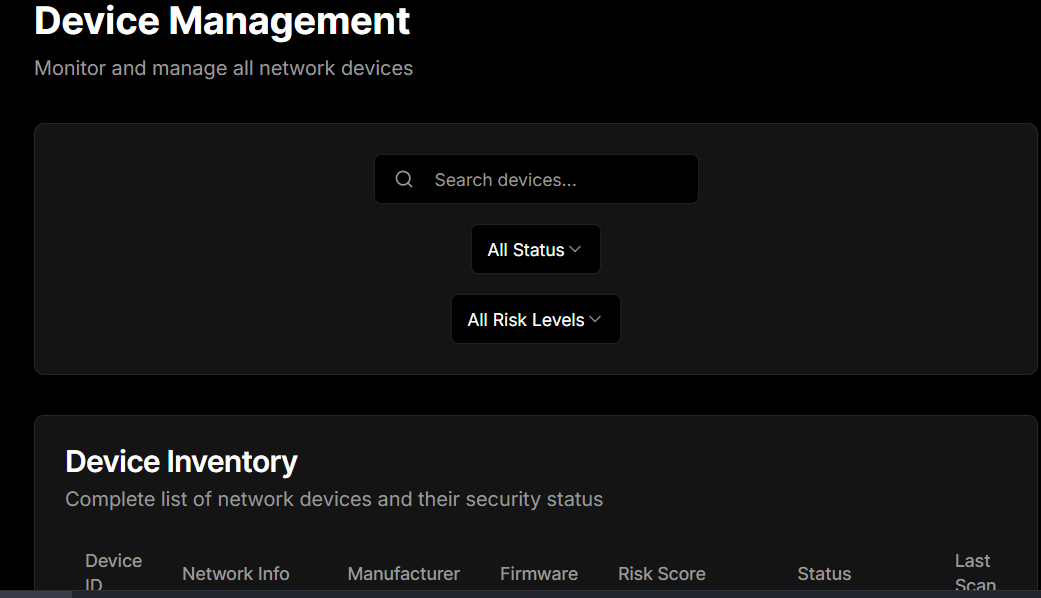 Device Management
Monitor and manage all network devices
Search devices...
All Status
All Risk Levels
Device Inventory
Complete list of network devices and their security status
Device ID
Network Info
Manufacturer
Firmware
Risk Score
Status
Last Scan